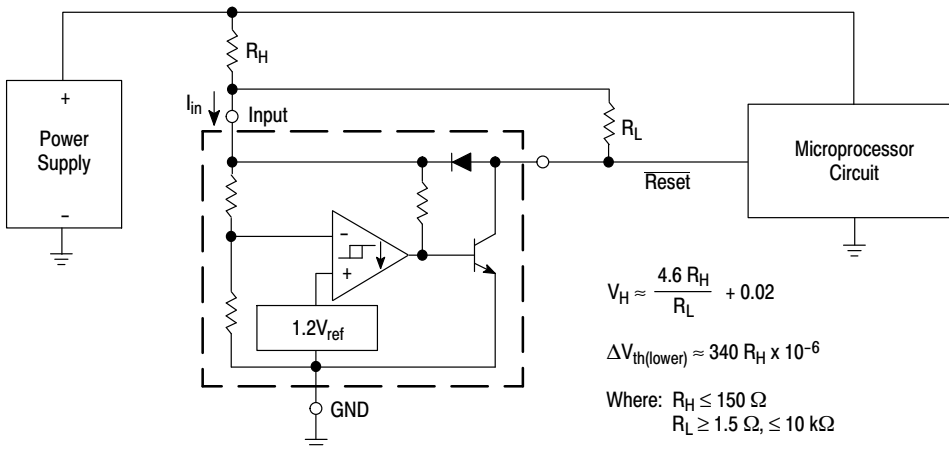 R_H
I_in
Input
+
Power
Supply
−
R_L
Microprocessor
Circuit
Reset
−
+
1.2V_ref
GND
V_H ≈ 4.6 R_H / R_L + 0.02
ΔV_th(lower) ≈ 340 R_H x 10^−6
Where: R_H ≤ 150 Ω
R_L ≥ 1.5 Ω, ≤ 10 kΩ